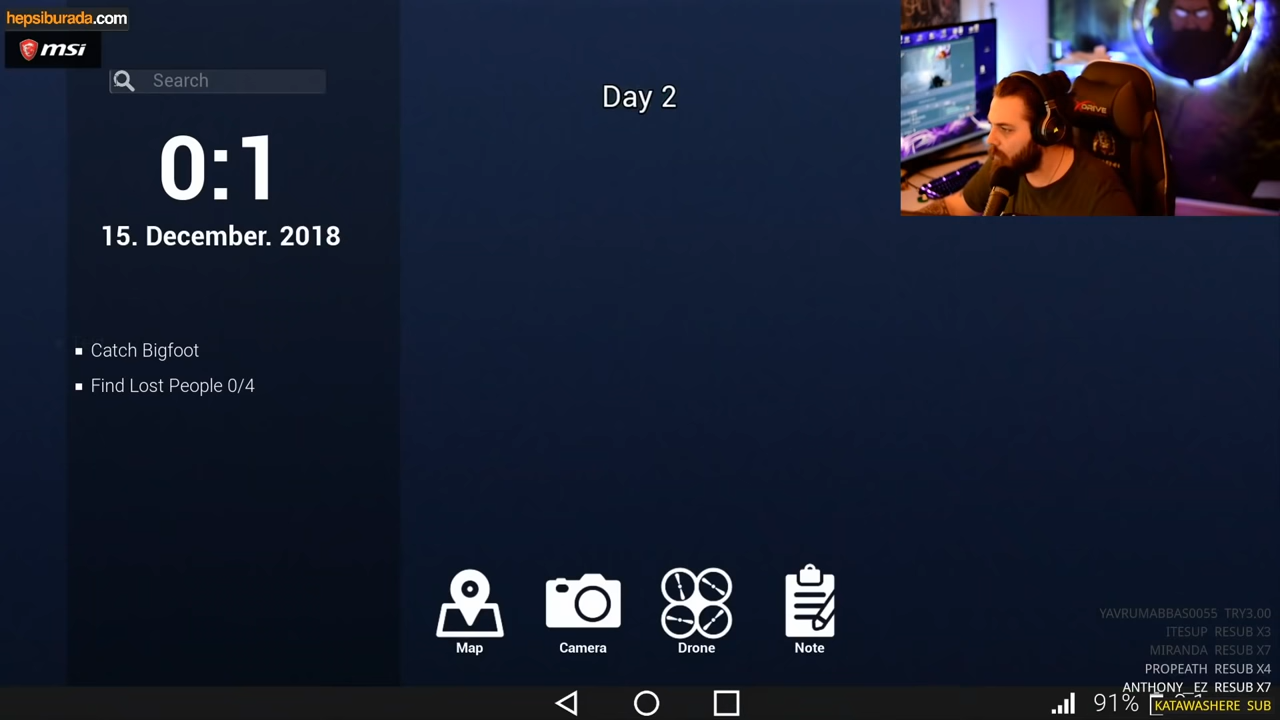 hepsiburada.com
msi
Search
0:1
15. December. 2018
Day 2
Catch Bigfoot
Find Lost People 0/4
Map
Camera
Drone
Note
91%
YAVRUMABBAS0055 TRY3.00
ITESUP RESUB X3
MIRANDA RESUB X7
PROPEATH RESUB X4
ANTHONY__EZ RESUB X7
KATAWASHERE SUB